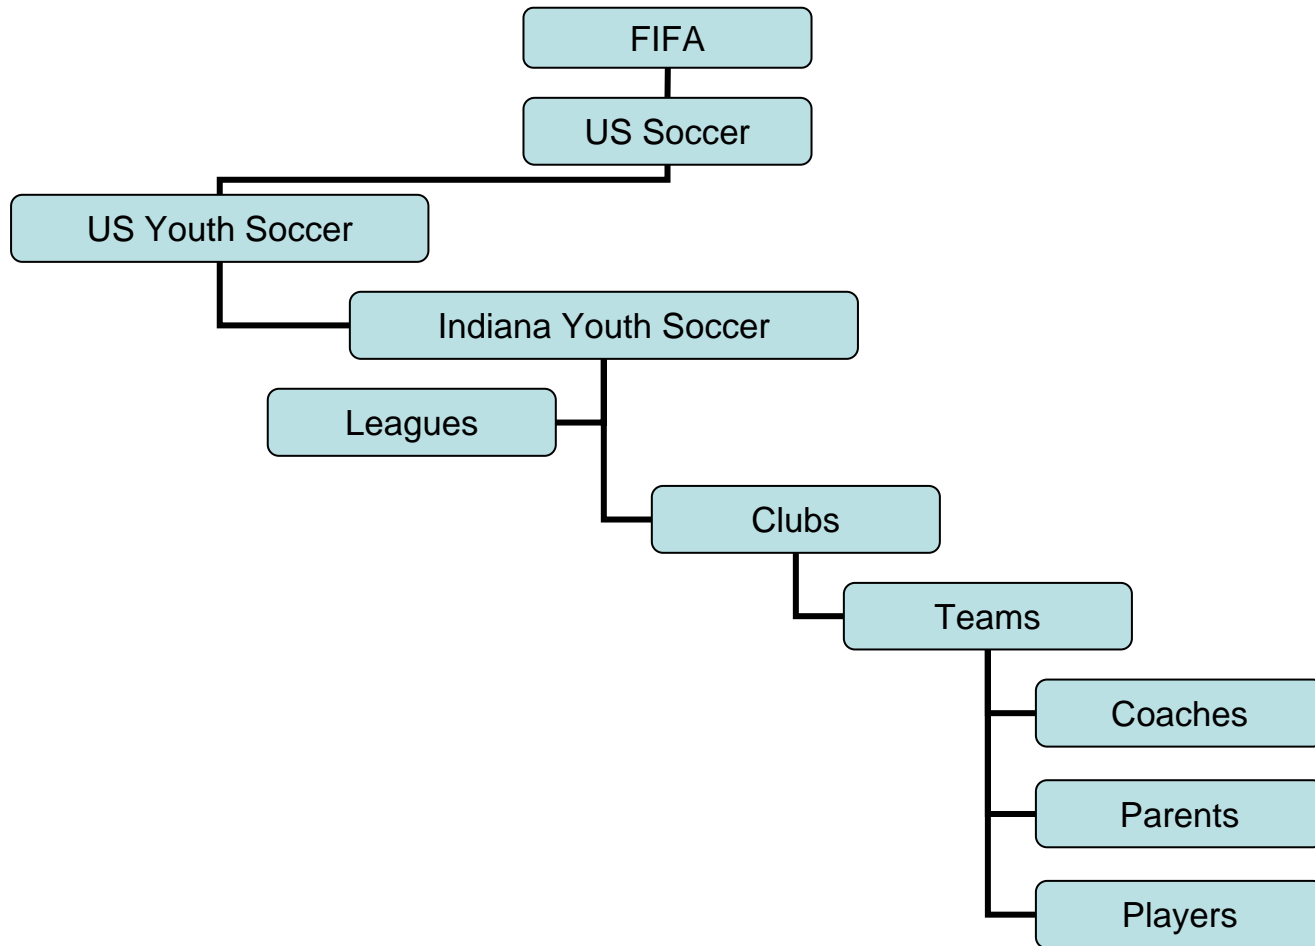 FIFA
US Soccer
US Youth Soccer
Indiana Youth Soccer
Leagues
Clubs
Teams
Coaches
Parents
Players